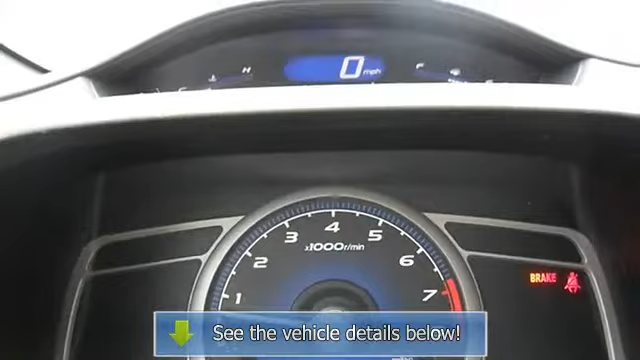 H
0 mph
F
4
3
5
x1000r/min
2
6
BRAKE
1
7
See the vehicle details below!